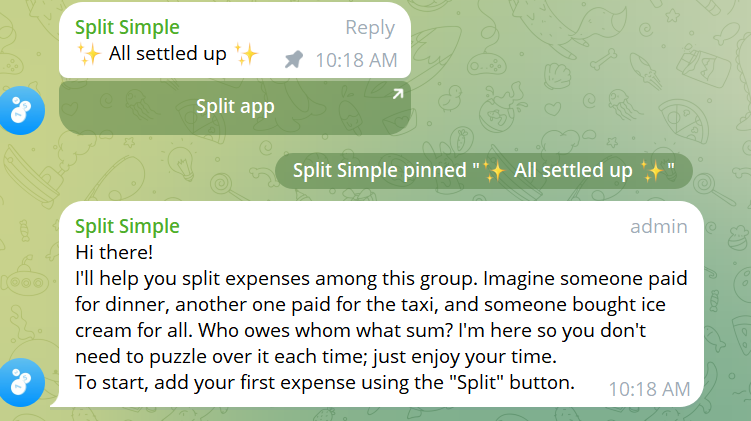 Split Simple Reply
✨ All settled up ✨ 10:18 AM
Split app
Split Simple pinned "✨ All settled up ✨"
Split Simple admin
Hi there!
I'll help you split expenses among this group. Imagine someone paid
for dinner, another one paid for the taxi, and someone bought ice
cream for all. Who owes whom what sum? I'm here so you don't
need to puzzle over it each time; just enjoy your time.
To start, add your first expense using the "Split" button. 10:18 AM